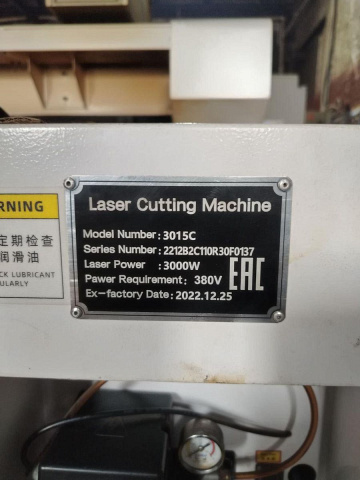 Laser Cutting Machine
Model Number : 3015C
Series Number : 2212B2C110R30F0137
Laser Power : 3000W
Pawer Requirement : 380V
Ex-factory Date : 2022.12.25
EAC
RNING
定期检查
润滑油
CK LUBRICANT
ULARLY